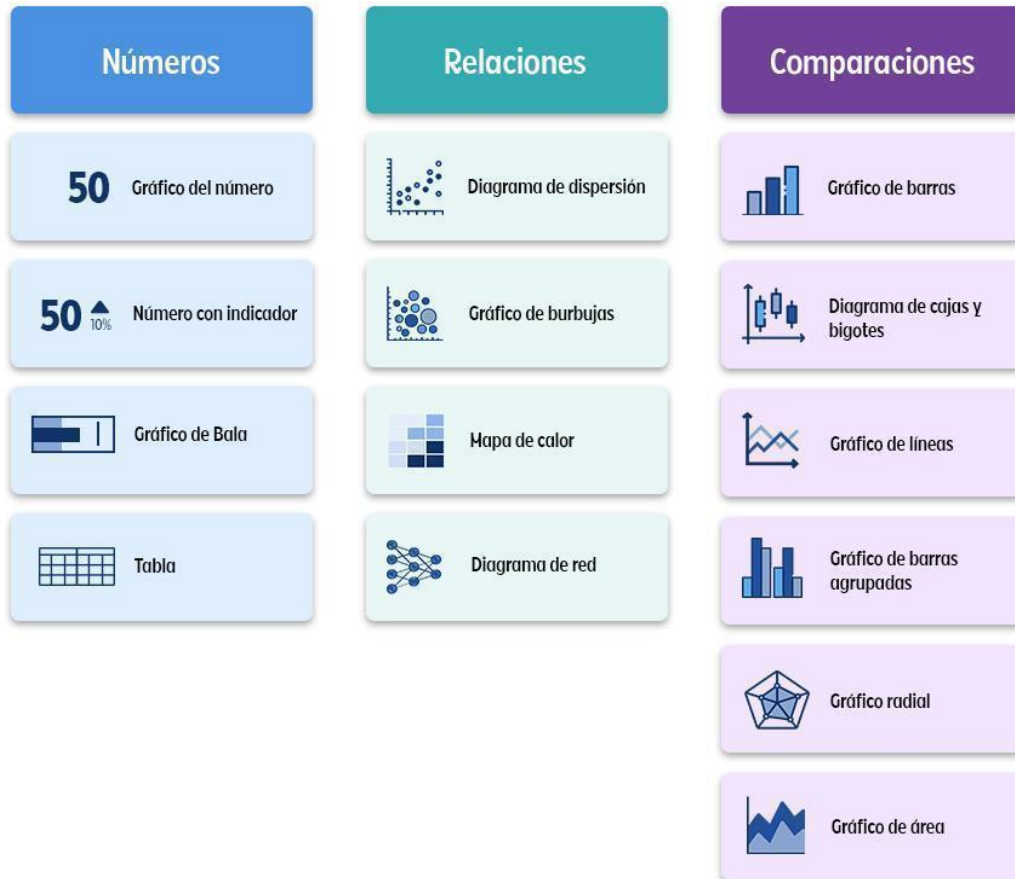 Números
50 Gráfico del número
50 10% Número con indicador
Gráfico de Bala
Tabla
Relaciones
Diagrama de dispersión
Gráfico de burbujas
Mapa de calor
Diagrama de red
Comparaciones
Gráfico de barras
Diagrama de cajas y
bigotes
Gráfico de líneas
Gráfico de barras
agrupadas
Gráfico radial
Gráfico de área